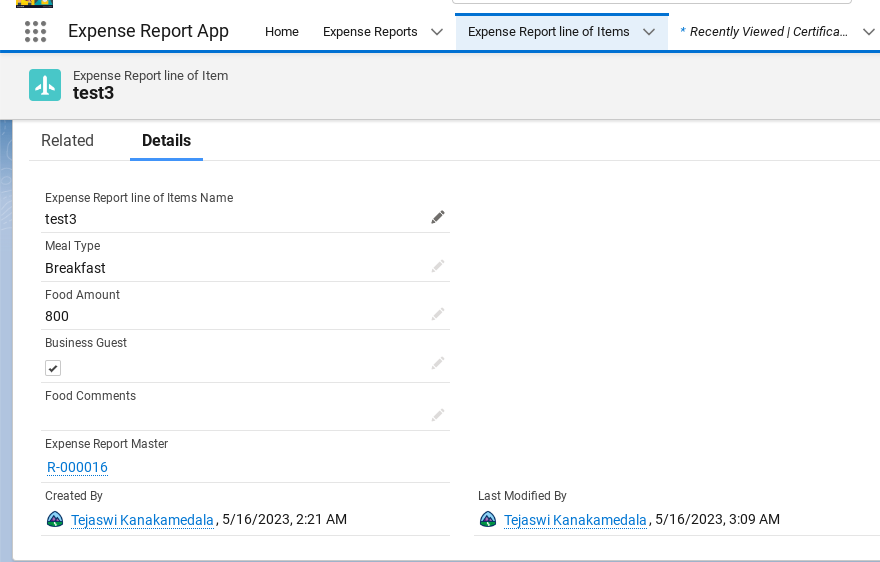 Expense Report App Home Expense Reports Expense Report line of Items * Recently Viewed | Certifica...
Expense Report line of Item
test3
Related Details
Expense Report line of Items Name
test3
Meal Type
Breakfast
Food Amount
800
Business Guest
Food Comments
Expense Report Master
R-000016
Created By Last Modified By
Tejaswi Kanakamedala, 5/16/2023, 2:21 AM Tejaswi Kanakamedala, 5/16/2023, 3:09 AM